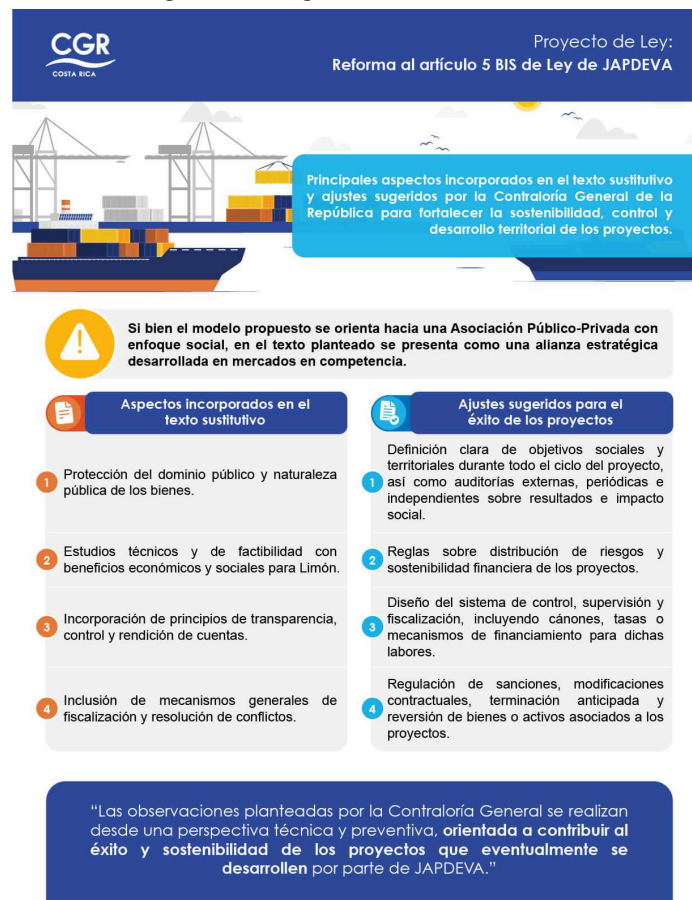 CGR
COSTA RICA
Proyecto de Ley:
Reforma al artículo 5 BIS de Ley de JAPDEVA
Principales aspectos incorporados en el texto sustitutivo
y ajustes sugeridos por la Contraloría General de la
República para fortalecer la sostenibilidad, control y
desarrollo territorial de los proyectos.
Si bien el modelo propuesto se orienta hacia una Asociación Público-Privada con
enfoque social, en el texto planteado se presenta como una alianza estratégica
desarrollada en mercados en competencia.
Aspectos incorporados en el
texto sustitutivo
1 Protección del dominio público y naturaleza
pública de los bienes.
2 Estudios técnicos y de factibilidad con
beneficios económicos y sociales para Limón.
3 Incorporación de principios de transparencia,
control y rendición de cuentas.
4 Inclusión de mecanismos generales de
fiscalización y resolución de conflictos.
Ajustes sugeridos para el
éxito de los proyectos
Definición clara de objetivos sociales y
territoriales durante todo el ciclo del proyecto,
1 así como auditorías externas, periódicas e
independientes sobre resultados e impacto
social.
2 Reglas sobre distribución de riesgos y
sostenibilidad financiera de los proyectos.
Diseño del sistema de control, supervisión y
3 fiscalización, incluyendo cánones, tasas o
mecanismos de financiamiento para dichas
labores.
Regulación de sanciones, modificaciones
4 contractuales, terminación anticipada y
reversión de bienes o activos asociados a los
proyectos.
“Las observaciones planteadas por la Contraloría General se realizan
desde una perspectiva técnica y preventiva, orientada a contribuir al
éxito y sostenibilidad de los proyectos que eventualmente se
desarrollen por parte de JAPDEVA.”